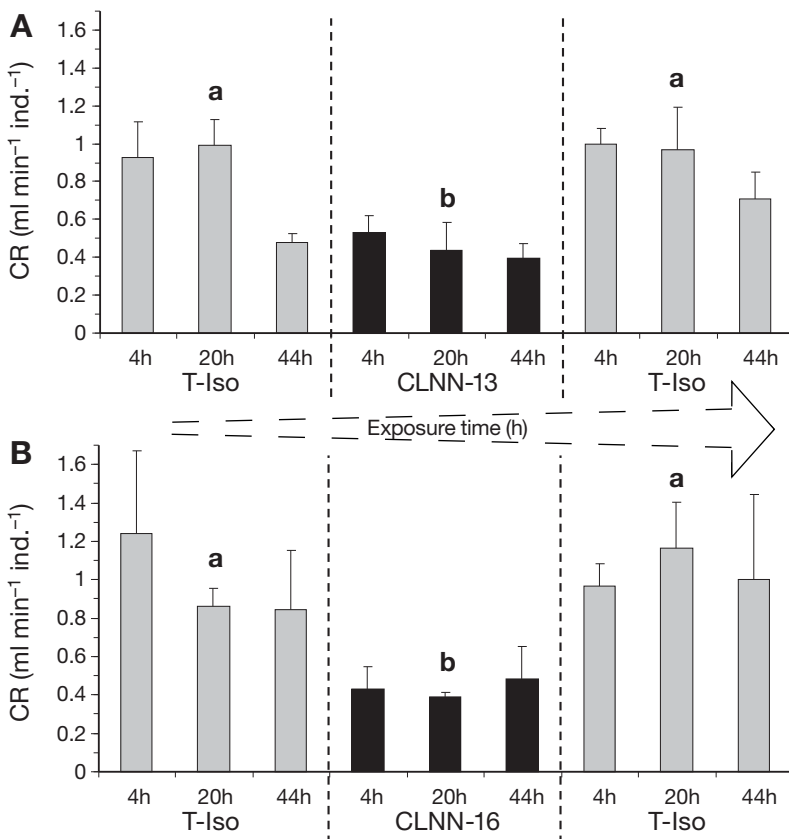 A
CR (ml min⁻¹ ind.⁻¹)
1.6
1.4
1.2
1
0.8
0.6
0.4
0.2
0
a
b
a
4h 20h 44h 4h 20h 44h 4h 20h 44h
T-Iso CLNN-13 T-Iso
Exposure time (h)
B
CR (ml min⁻¹ ind.⁻¹)
1.6
1.4
1.2
1
0.8
0.6
0.4
0.2
0
a
b
a
4h 20h 44h 4h 20h 44h 4h 20h 44h
T-Iso CLNN-16 T-Iso